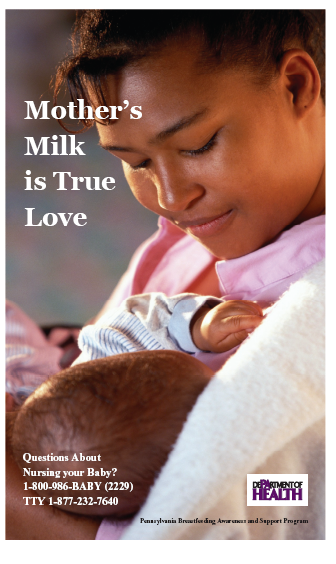 Mother's
Milk
is True
Love
Questions About
Nursing your Baby?
1-800-986-BABY (2229)
TTY 1-877-232-7640
DEPARTMENT OF
HEALTH
Pennsylvania Breastfeeding Awareness and Support Program